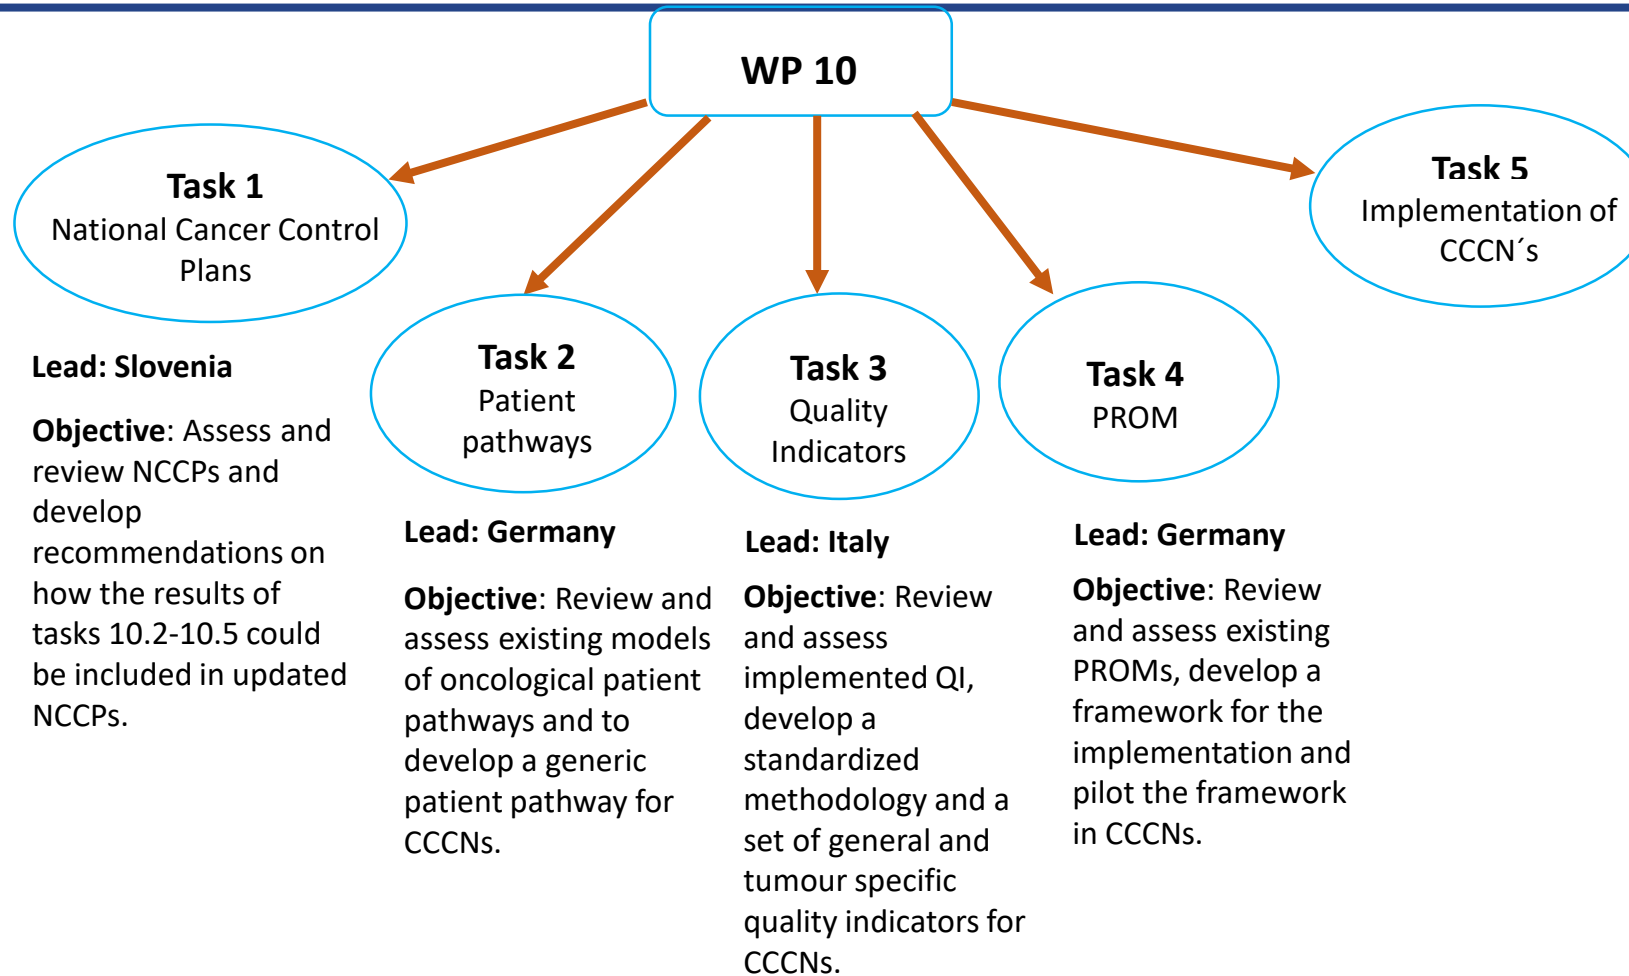 WP 10
Task 1
National Cancer Control
Plans
Lead: Slovenia
Objective: Assess and
review NCCPs and
develop
recommendations on
how the results of
tasks 10.2-10.5 could
be included in updated
NCCPs.
Task 2
Patient
pathways
Lead: Germany
Objective: Review and
assess existing models
of oncological patient
pathways and to
develop a generic
patient pathway for
CCCNs.
Task 3
Quality
Indicators
Lead: Italy
Objective: Review
and assess
implemented QI,
develop a
standardized
methodology and a
set of general and
tumour specific
quality indicators for
CCCNs.
Task 4
PROM
Lead: Germany
Objective: Review
and assess existing
PROMs, develop a
framework for the
implementation and
pilot the framework
in CCCNs.
Task 5
Implementation of
CCCN´s